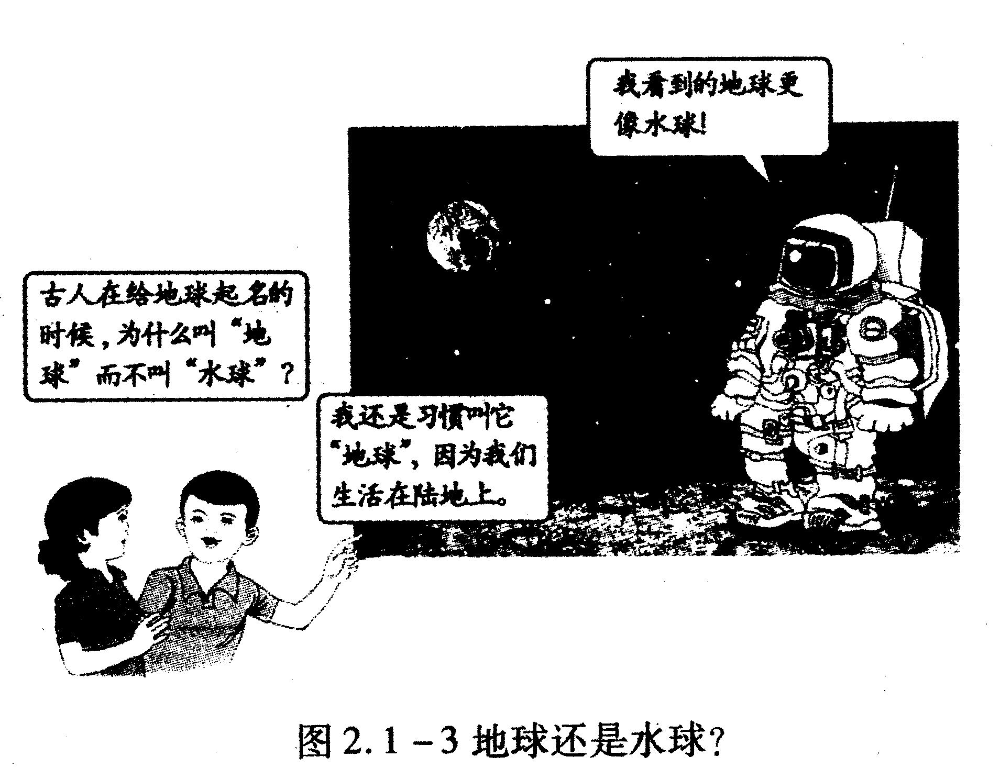 我看到的地球更
像水球!
古人在给地球起名的
时候,为什么叫“地
球”而不叫“水球”?
我还是习惯叫它
“地球”,因为我们
生活在陆地上。
图2.1-3 地球还是水球?